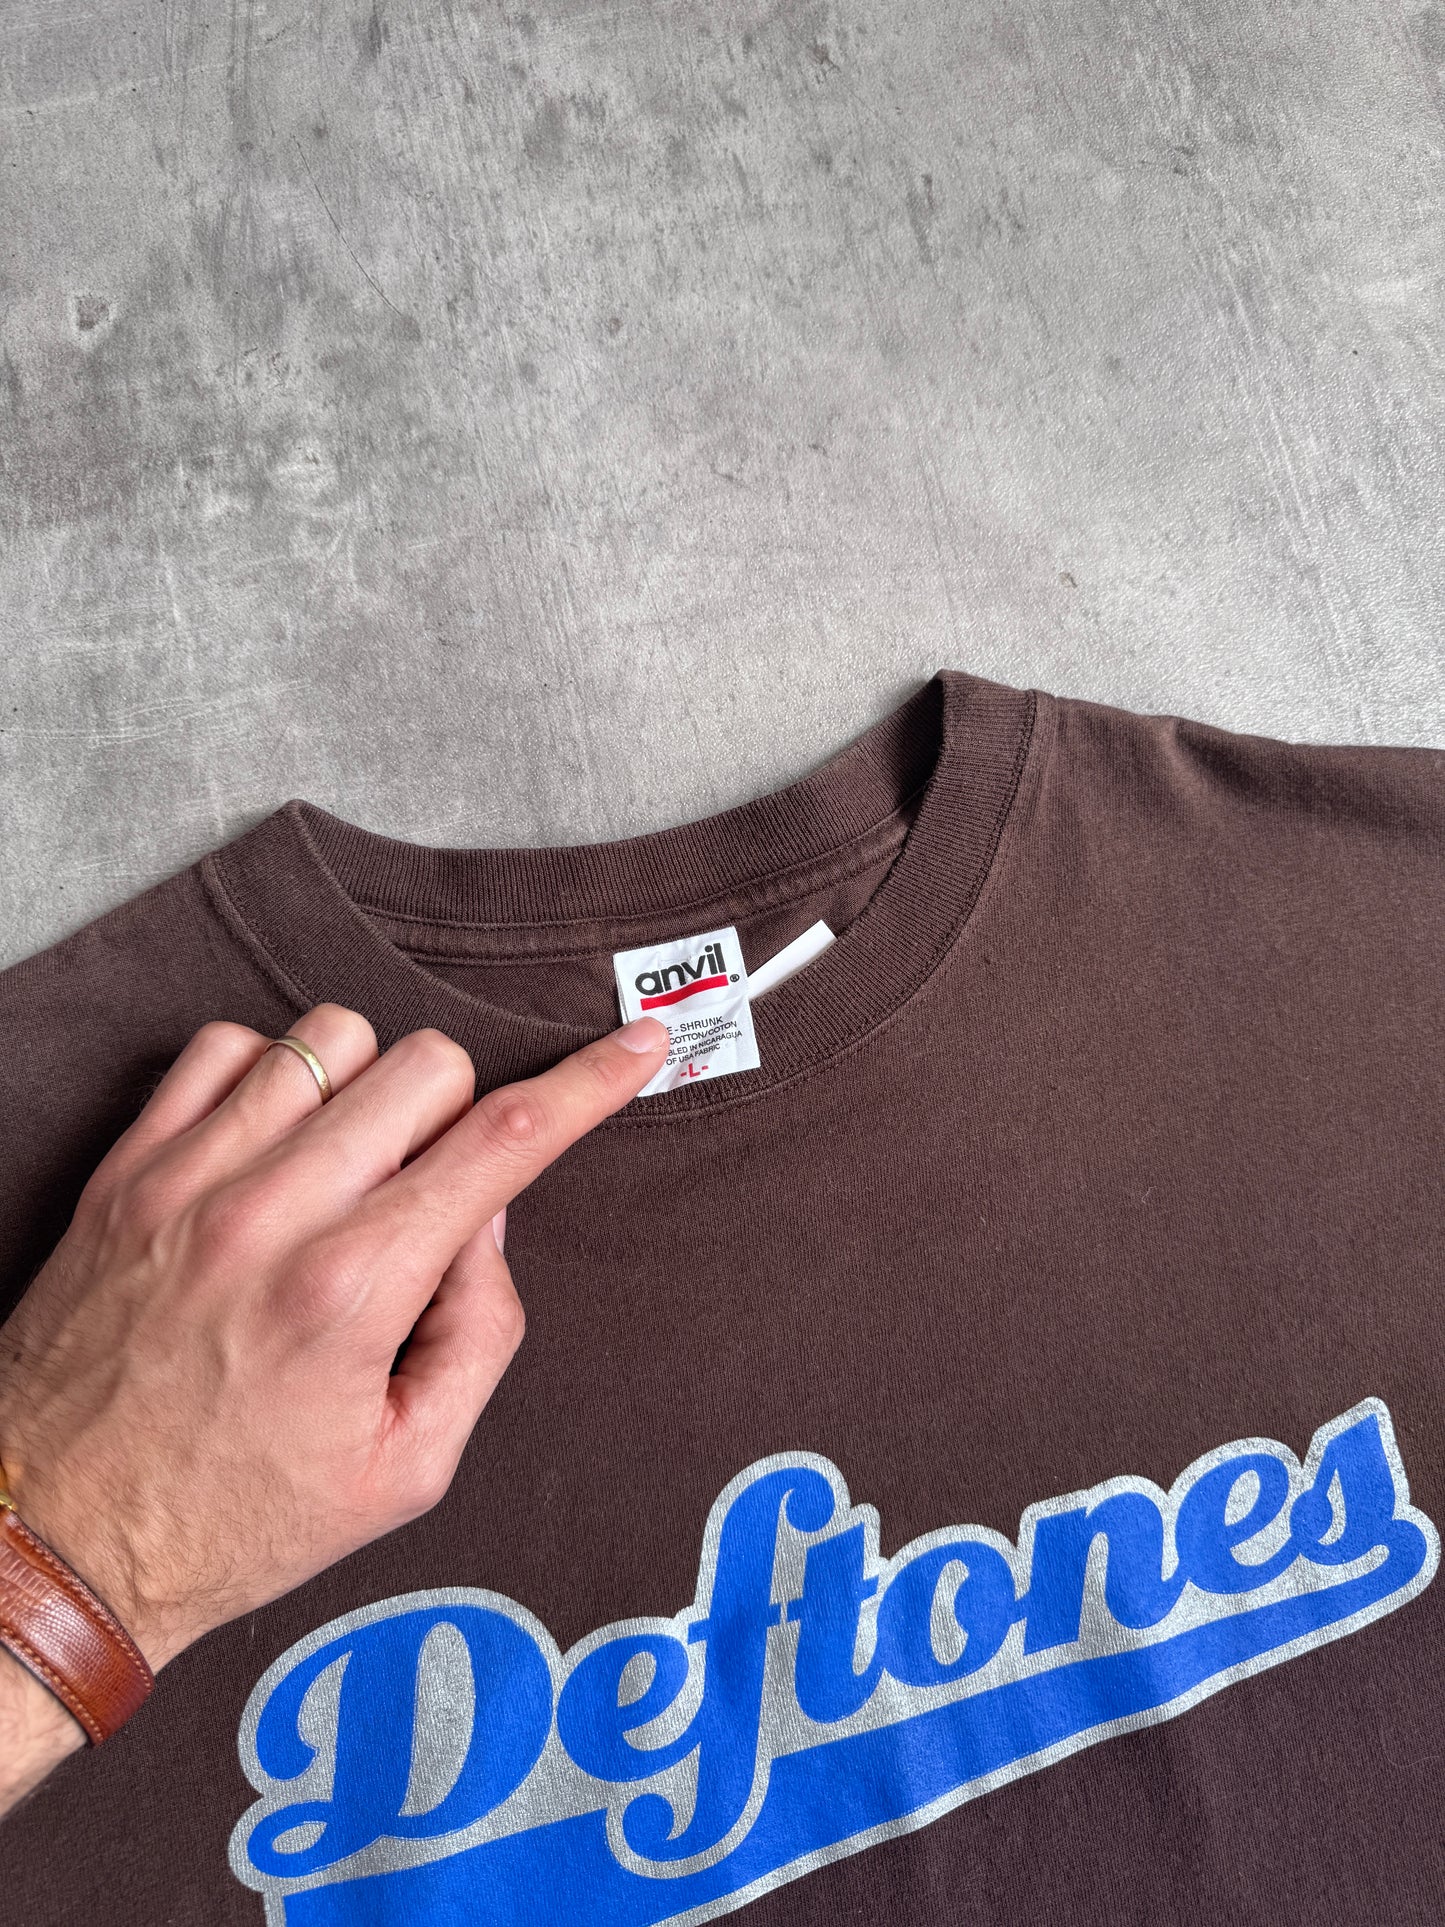 anvil®
E-SHRUNK
COTTON/COTON
BLED IN NICARAGUA
OF USA FABRIC
-L-
Deftones